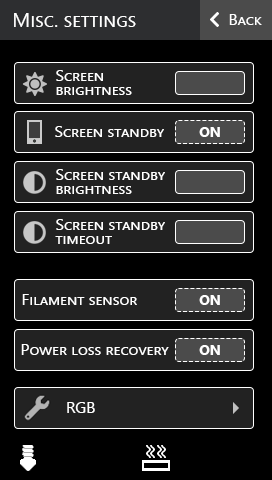 Misc. settings
Back
Screen
brightness
Screen standby
ON
Screen standby
brightness
Screen standby
timeout
Filament sensor
ON
Power loss recovery
ON
RGB